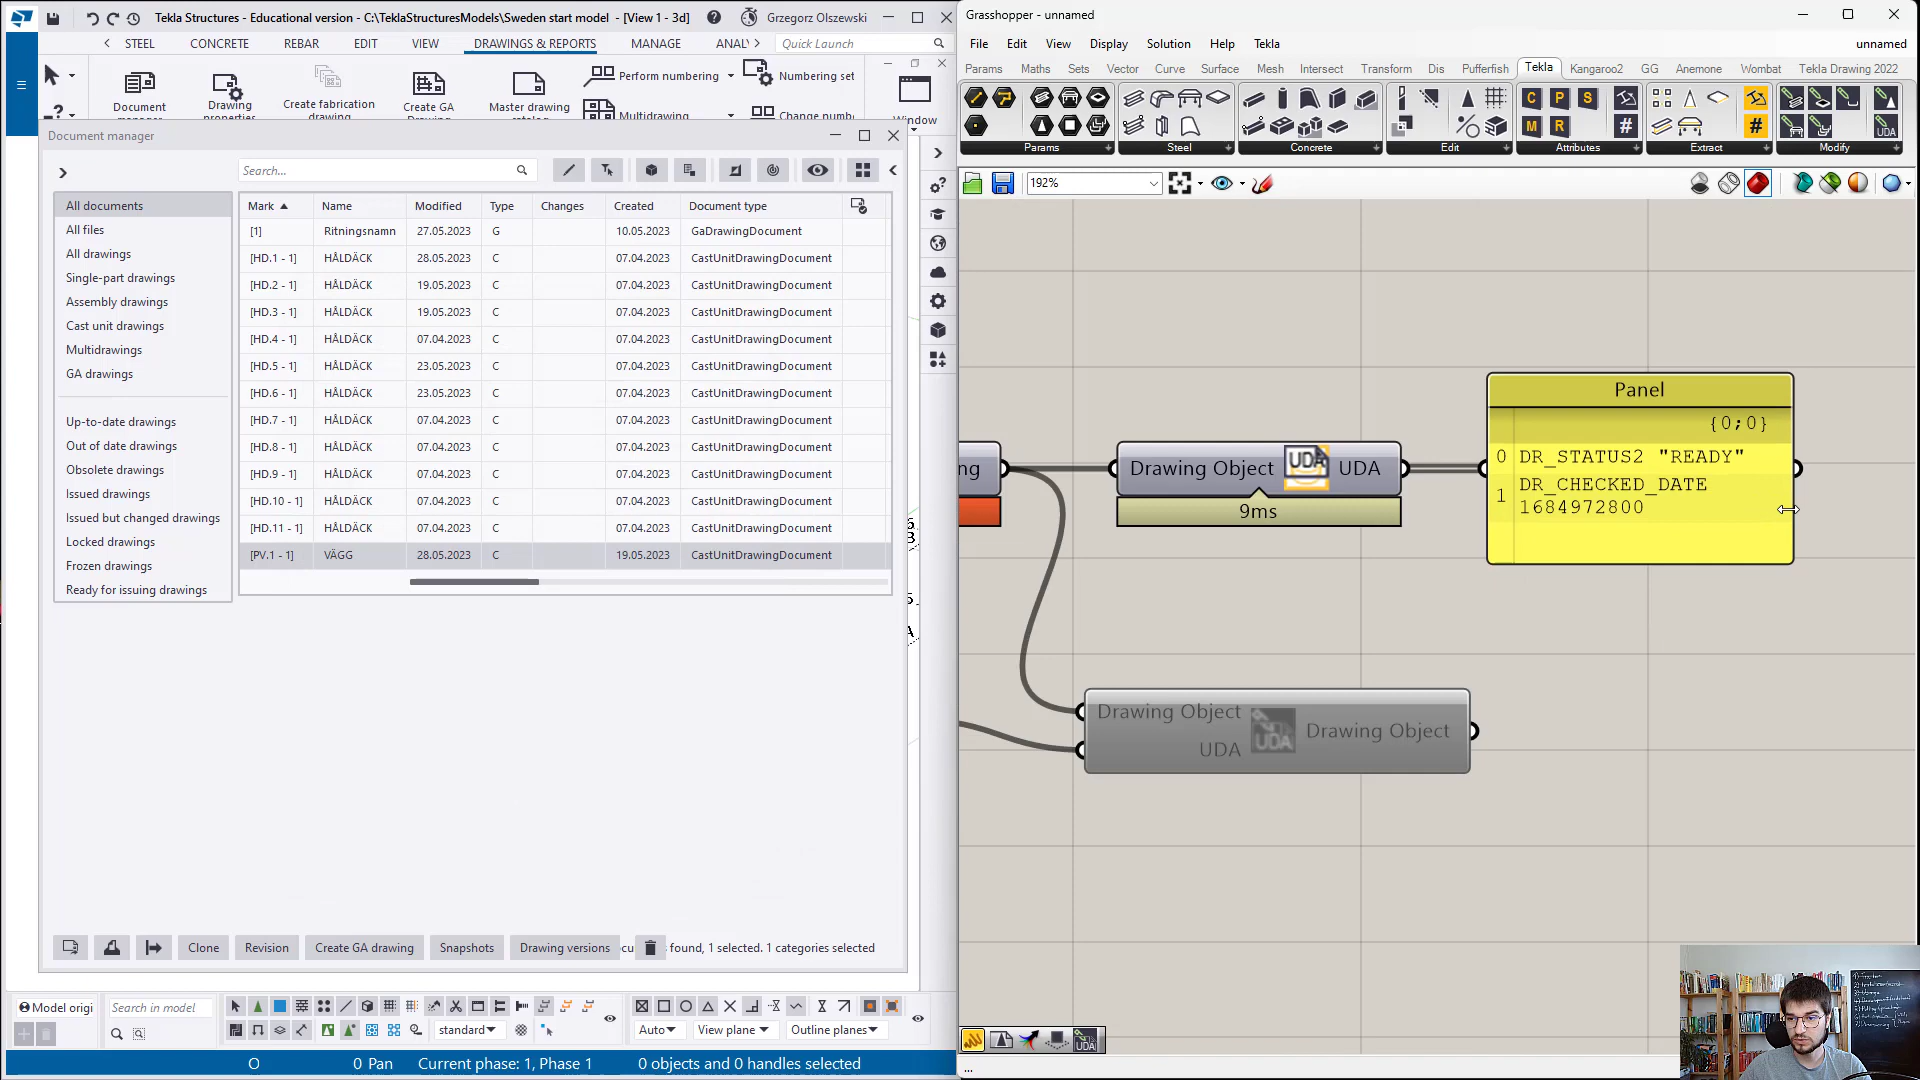 Tekla Structures - Educational version - C:\TeklaStructuresModels\Sweden start model - [View 1 - 3d]
Grzegorz Olszewski
STEEL CONCRETE REBAR EDIT VIEW DRAWINGS & REPORTS MANAGE ANAL
Quick Launch
Document
Drawing properties
Create fabrication drawing
Create GA
Master drawing catalog
Perform numbering
Numbering set
Multidrawing
Change numb
Window
Document manager
Search...
All documents
All files
All drawings
Single-part drawings
Assembly drawings
Cast unit drawings
Multidrawings
GA drawings
Up-to-date drawings
Out of date drawings
Obsolete drawings
Issued drawings
Issued but changed drawings
Locked drawings
Frozen drawings
Ready for issuing drawings
Mark Name Modified Type Changes Created Document type
[1] Ritningsnamn 27.05.2023 G 10.05.2023 GaDrawingDocument
[HD.1 - 1] HÅLDÄCK 28.05.2023 C 07.04.2023 CastUnitDrawingDocument
[HD.2 - 1] HÅLDÄCK 19.05.2023 C 07.04.2023 CastUnitDrawingDocument
[HD.3 - 1] HÅLDÄCK 19.05.2023 C 07.04.2023 CastUnitDrawingDocument
[HD.4 - 1] HÅLDÄCK 07.04.2023 C 07.04.2023 CastUnitDrawingDocument
[HD.5 - 1] HÅLDÄCK 23.05.2023 C 07.04.2023 CastUnitDrawingDocument
[HD.6 - 1] HÅLDÄCK 23.05.2023 C 07.04.2023 CastUnitDrawingDocument
[HD.7 - 1] HÅLDÄCK 07.04.2023 C 07.04.2023 CastUnitDrawingDocument
[HD.8 - 1] HÅLDÄCK 07.04.2023 C 07.04.2023 CastUnitDrawingDocument
[HD.9 - 1] HÅLDÄCK 07.04.2023 C 07.04.2023 CastUnitDrawingDocument
[HD.10 - 1] HÅLDÄCK 07.04.2023 C 07.04.2023 CastUnitDrawingDocument
[HD.11 - 1] HÅLDÄCK 07.04.2023 C 07.04.2023 CastUnitDrawingDocument
[PV.1 - 1] VÄGG 28.05.2023 C 19.05.2023 CastUnitDrawingDocument
Clone Revision Create GA drawing Snapshots Drawing versions found, 1 selected. 1 categories selected
Model origi
Search in model
standard
Auto
View plane
Outline planes
O 0 Pan Current phase: 1, Phase 1 0 objects and 0 handles selected
Grasshopper - unnamed
File Edit View Display Solution Help Tekla unnamed
Params Maths Sets Vector Curve Surface Mesh Intersect Transform Dis Pufferfish Tekla Kangaroo2 GG Anemone Wombat Tekla Drawing 2022
C P S
M R # # UDA
Params Steel Concrete Edit Attributes Extract Modify
192%
ng
Drawing Object UDA UDA
9ms
Panel
{0;0}
0 DR_STATUS2 "READY"
1 DR_CHECKED_DATE
1684972800
Drawing Object
UDA
UDA
Drawing Object
UDA
...